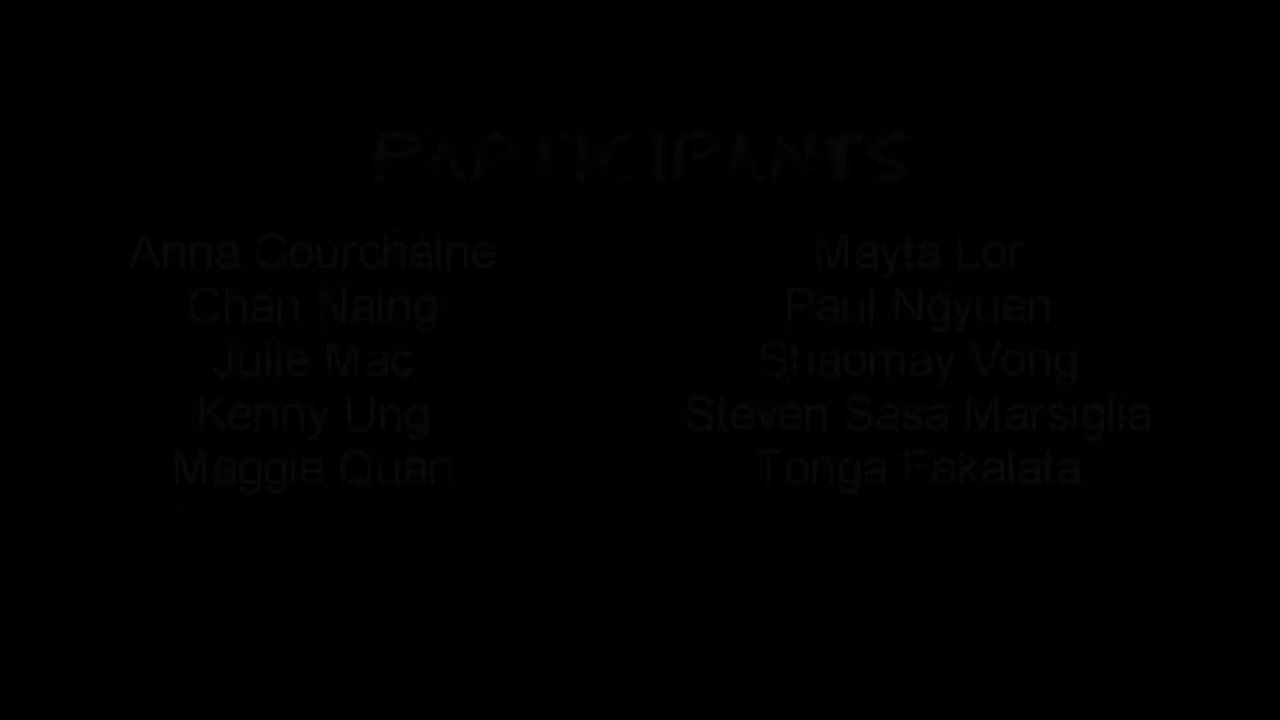 PARTICIPANTS
Anna Courchaine
Chan Naing
Julie Mac
Kenny Ung
Maggie Quan
Mayta Lor
Paul Ngyuen
Shaomay Vong
Steven Sasa Marsiglia
Tonga Fakalata